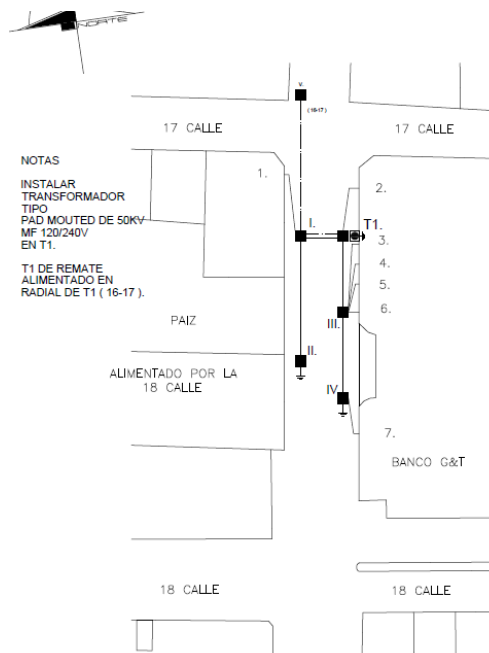 NORTE
V.
(16-17)
17 CALLE
17 CALLE
NOTAS
INSTALAR
TRANSFORMADOR
TIPO
PAD MOUTED DE 50KV
MF 120/240V
EN T1.
T1 DE REMATE
ALIMENTADO EN
RADIAL DE T1 ( 16-17 ).
1.
2.
I.
T1.
3.
4.
5.
6.
III.
PAIZ
II.
ALIMENTADO POR LA
18 CALLE
IV
7.
BANCO G&T
18 CALLE
18 CALLE